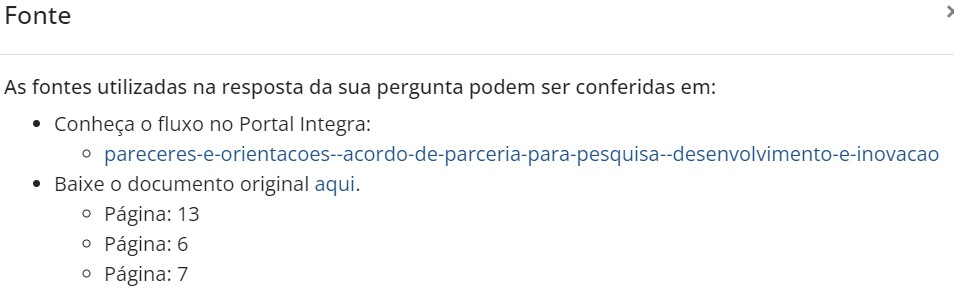 Fonte
As fontes utilizadas na resposta da sua pergunta podem ser conferidas em:
Conheça o fluxo no Portal Integra:
pareceres-e-orientacoes--acordo-de-parceria-para-pesquisa--desenvolvimento-e-inovacao
Baixe o documento original aqui.
Página: 13
Página: 6
Página: 7